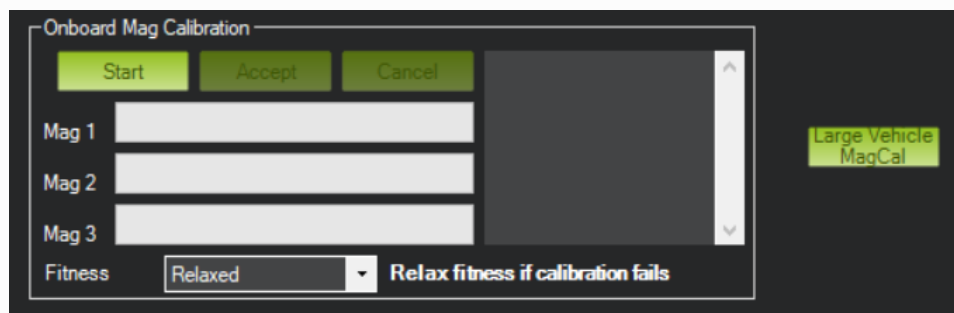 Onboard Mag Calibration
Start Accept Cancel
Mag 1
Mag 2
Mag 3
Fitness Relaxed Relax fitness if calibration fails
Large Vehicle
MagCal